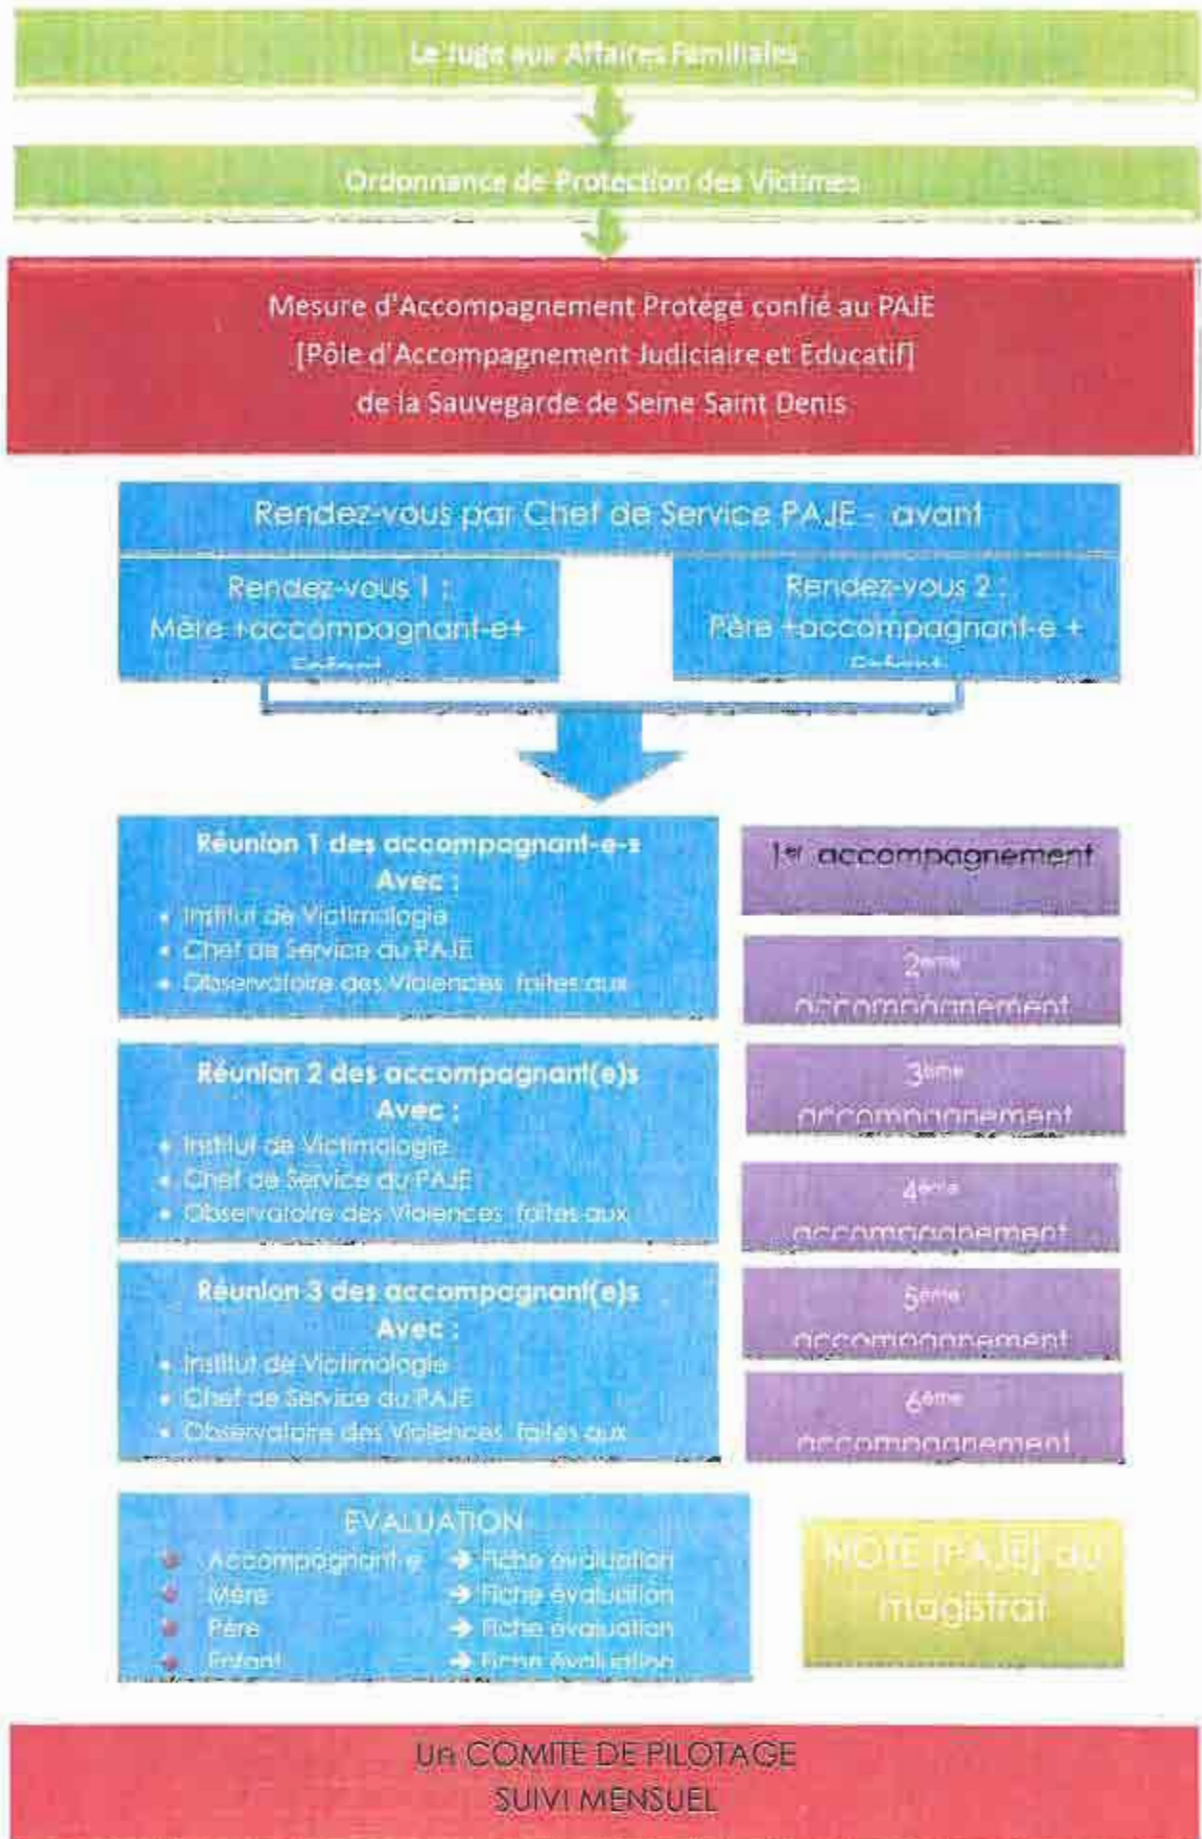 Le Juge aux Affaires Familiales
Ordonnance de Protection des Victimes
Mesure d'Accompagnement Protégé confié au PAJE
[Pôle d'Accompagnement Judiciaire et Educatif]
de la Sauvegarde de Seine Saint Denis
Rendez-vous par Chef de Service PAJE - avant
Rendez-vous 1 :
Mère +accompagnant-e+
Enfant
Rendez-vous 2 :
Père +accompagnant-e +
Enfant
Réunion 1 des accompagnant-e-s
Avec :
• Institut de Victimologie
• Chef de Service du PAJE
• Observatoire des Violences faites aux
1er accompagnement
2ème
accompagnement
Réunion 2 des accompagnant(e)s
Avec :
• Institut de Victimologie
• Chef de Service du PAJE
• Observatoire des Violences faites aux
3ème
accompagnement
4ème
accompagnement
Réunion 3 des accompagnant(e)s
Avec :
• Institut de Victimologie
• Chef de Service du PAJE
• Observatoire des Violences faites aux
5ème
accompagnement
6ème
accompagnement
EVALUATION
Accompagnant-e → Fiche évaluation
Mère → Fiche évaluation
Père → Fiche évaluation
Enfant → Fiche évaluation
NOTE [PAJE] au
magistrat
Un COMITE DE PILOTAGE
SUIVI MENSUEL